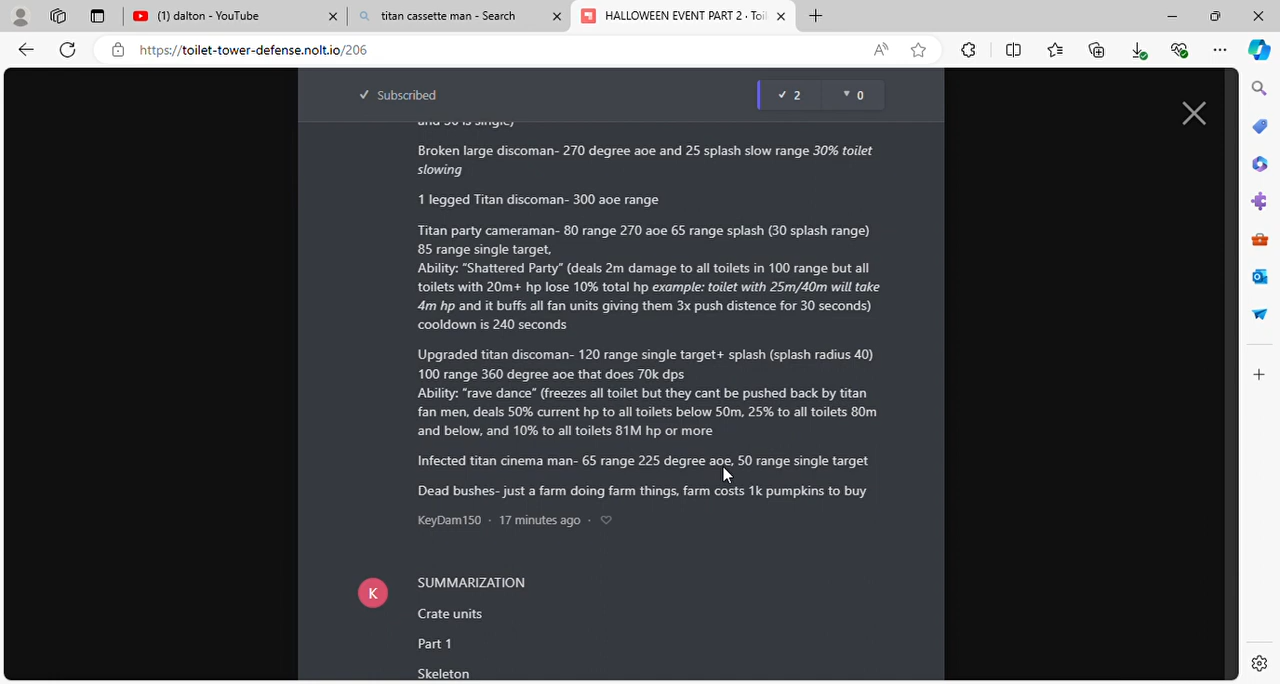 (1) dalton - YouTube
titan cassette man - Search
HALLOWEEN EVENT PART 2 · Toi
https://toilet-tower-defense.nolt.io/206
Subscribed
2
0
and 50 is single)
Broken large discoman- 270 degree aoe and 25 splash slow range 30% toilet
slowing
1 legged Titan discoman- 300 aoe range
Titan party cameraman- 80 range 270 aoe 65 range splash (30 splash range)
85 range single target,
Ability: “Shattered Party” (deals 2m damage to all toilets in 100 range but all
toilets with 20m+ hp lose 10% total hp example: toilet with 25m/40m will take
4m hp and it buffs all fan units giving them 3x push distence for 30 seconds)
cooldown is 240 seconds
Upgraded titan discoman- 120 range single target+ splash (splash radius 40)
100 range 360 degree aoe that does 70k dps
Ability: “rave dance” (freezes all toilet but they cant be pushed back by titan
fan men, deals 50% current hp to all toilets below 50m, 25% to all toilets 80m
and below, and 10% to all toilets 81M hp or more
Infected titan cinema man- 65 range 225 degree aoe, 50 range single target
Dead bushes- just a farm doing farm things, farm costs 1k pumpkins to buy
KeyDam150 · 17 minutes ago ·
K
SUMMARIZATION
Crate units
Part 1
Skeleton